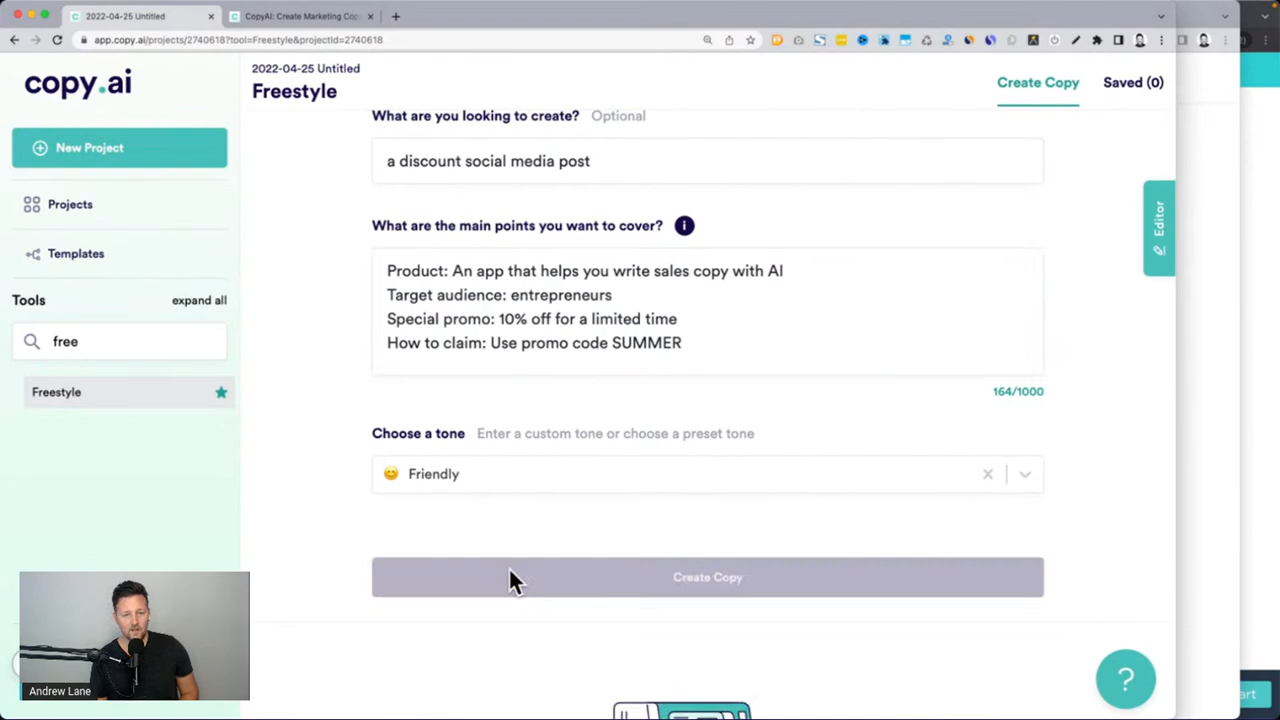 2022-04-25 Untitled
CopyAI: Create Marketing Cop
app.copy.ai/projects/2740618?tool=Freestyle&projectId=2740618
copy.ai
2022-04-25 Untitled
Freestyle
Create Copy
Saved (0)
New Project
Projects
Templates
Tools
expand all
free
Freestyle
What are you looking to create? Optional
a discount social media post
What are the main points you want to cover?
Product: An app that helps you write sales copy with AI
Target audience: entrepreneurs
Special promo: 10% off for a limited time
How to claim: Use promo code SUMMER
164/1000
Choose a tone Enter a custom tone or choose a preset tone
Friendly
Create Copy
Editor
?
art
Andrew Lane